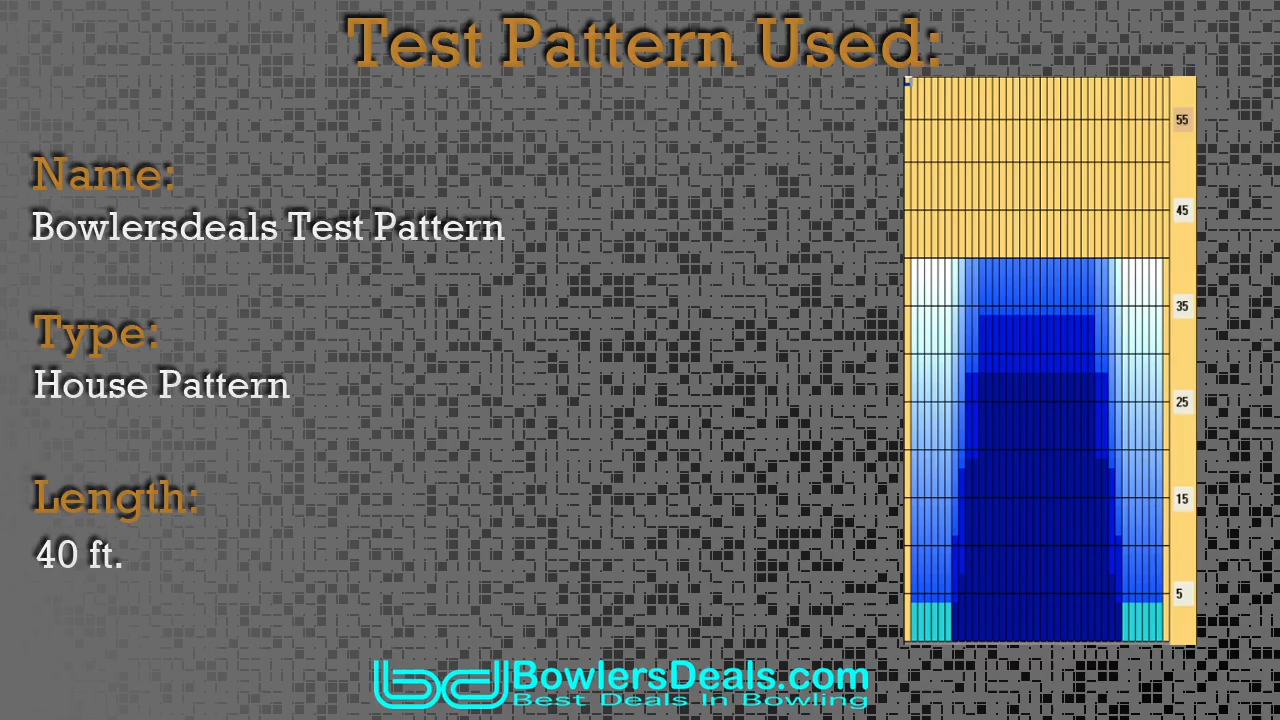 Test Pattern Used:
Name:
Bowlersdeals Test Pattern
Type:
House Pattern
Length:
40 ft.
55
45
35
25
15
5
bd BowlersDeals.com
Best Deals In Bowling